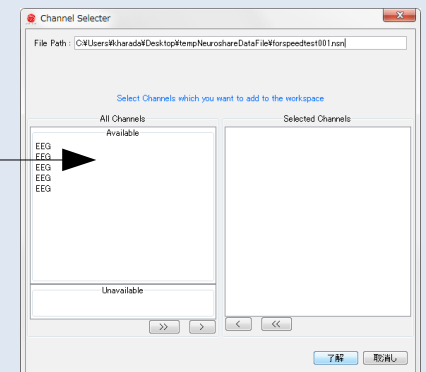 Channel Selecter
File Path : C:¥Users¥kharada¥Desktop¥tempNeuroshareDataFile¥forspeedtest001.nsn
Select Channels which you want to add to the workspace
All Channels
Selected Channels
Available
EEG
EEG
EEG
EEG
EEG
Unavailable
>> > < <<
了解 取消し